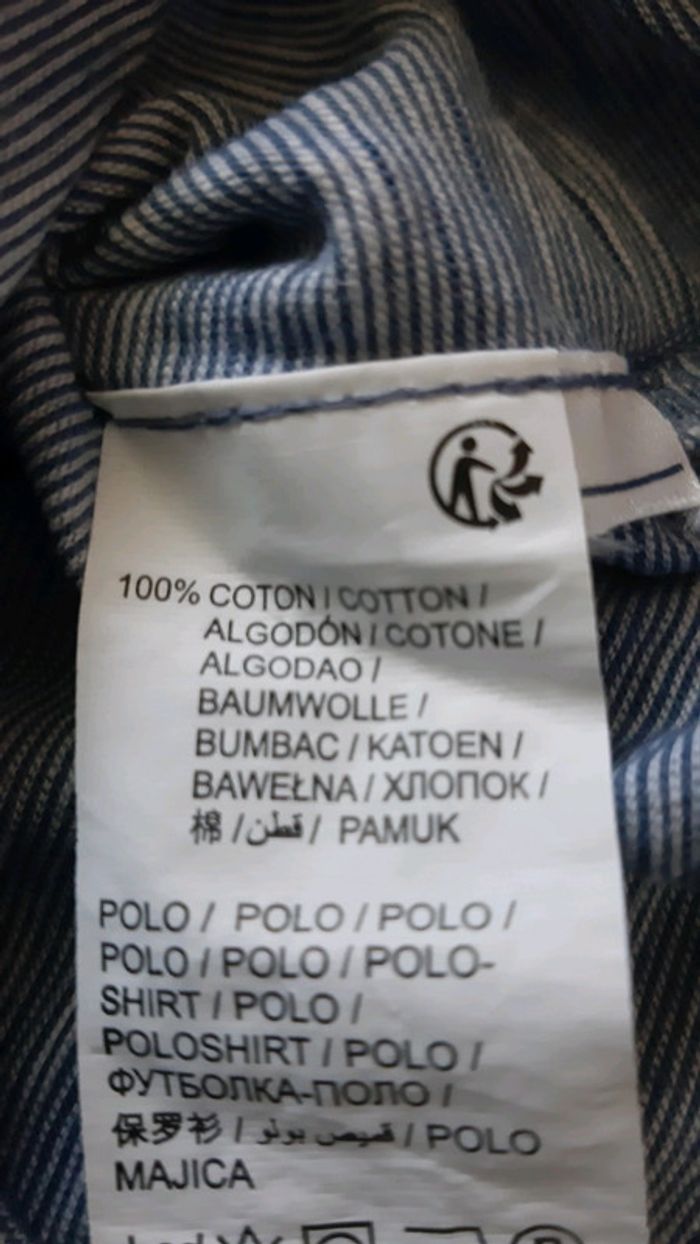 100% COTON / COTTON /
ALGODÓN / COTONE /
ALGODAO /
BAUMWOLLE /
BUMBAC / KATOEN /
BAWEŁNA / ХЛОПОК /
棉 / قطن / PAMUK
POLO / POLO / POLO /
POLO / POLO / POLO-
SHIRT / POLO /
POLOSHIRT / POLO /
ФУТБОЛКА-ПОЛО /
保罗衫 / قميص بولو / POLO
MAJICA